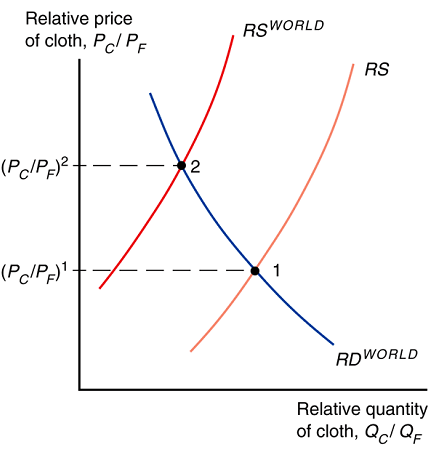 Relative price
of cloth, P_C/P_F
RS^WORLD
RS
(P_C/P_F)^2
2
(P_C/P_F)^1
1
RD^WORLD
Relative quantity
of cloth, Q_C/Q_F